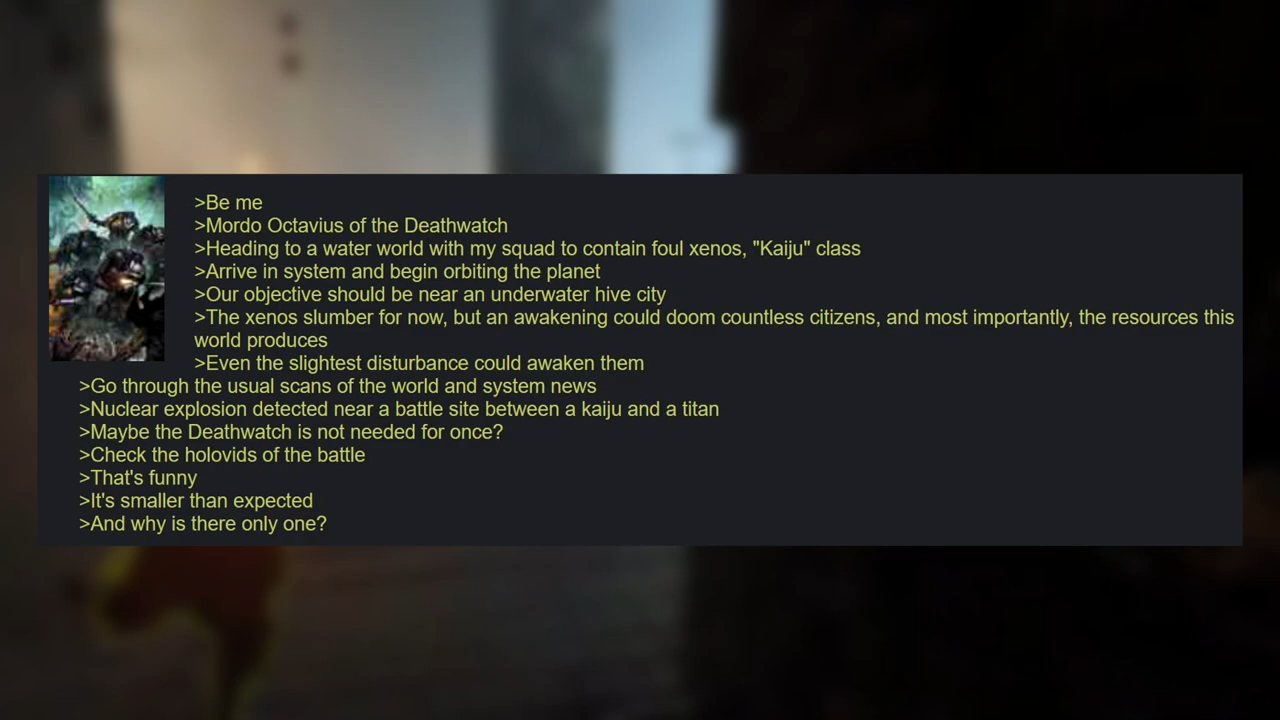 >Be me
>Mordo Octavius of the Deathwatch
>Heading to a water world with my squad to contain foul xenos, "Kaiju" class
>Arrive in system and begin orbiting the planet
>Our objective should be near an underwater hive city
>The xenos slumber for now, but an awakening could doom countless citizens, and most importantly, the resources this
world produces
>Even the slightest disturbance could awaken them
>Go through the usual scans of the world and system news
>Nuclear explosion detected near a battle site between a kaiju and a titan
>Maybe the Deathwatch is not needed for once?
>Check the holovids of the battle
>That's funny
>It's smaller than expected
>And why is there only one?